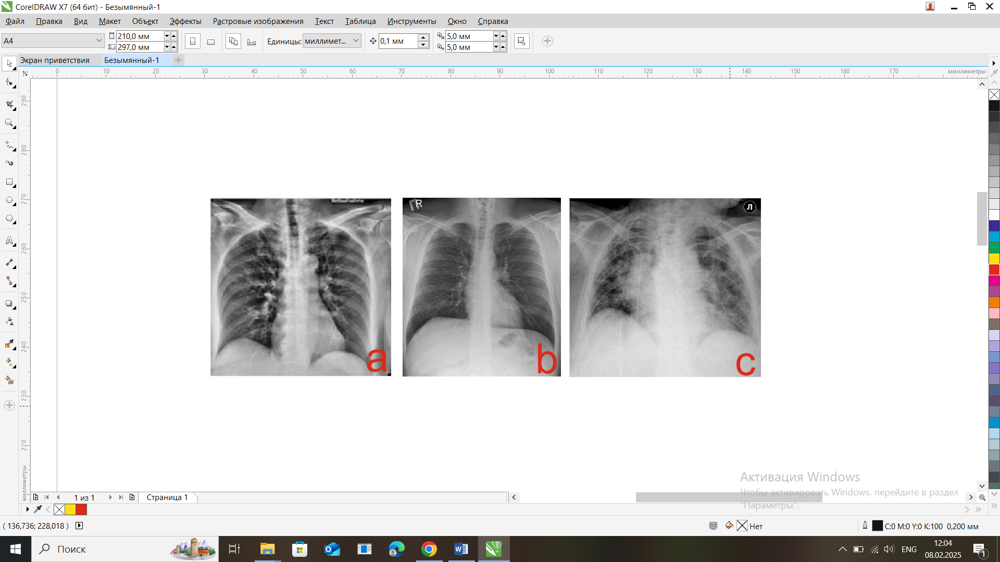 CorelDRAW X7 (64 бит) - Безымянный-1
Файл Правка Вид Макет Объект Эффекты Растровые изображения Текст Таблица Инструменты Окно Справка
A4 210,0 мм 297,0 мм Единицы: миллимет... 0,1 мм 5,0 мм 5,0 мм
Экран приветствия Безымянный-1
0 10 20 30 40 50 60 70 80 90 100 110 120 130 140 150 160 170 миллиметры
290
280
270
260
250
240
230
220
миллиметры
R
Л
a
b
c
Активация Windows
Чтобы активировать Windows, перейдите в раздел
"Параметры".
1 из 1 Страница 1
( 136,736; 228,018 ) Нет C:0 M:0 Y:0 K:100 0,200 мм
Поиск ENG 12:04
08.02.2025
1